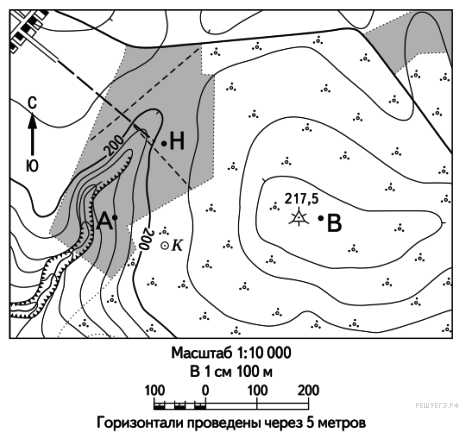 С
Ю
200
Н
217,5
А
В
200
К
Масштаб 1:10 000
В 1 см 100 м
100 0 100 200
РЕШУЕГЭ.РФ
Горизонтали проведены через 5 метров